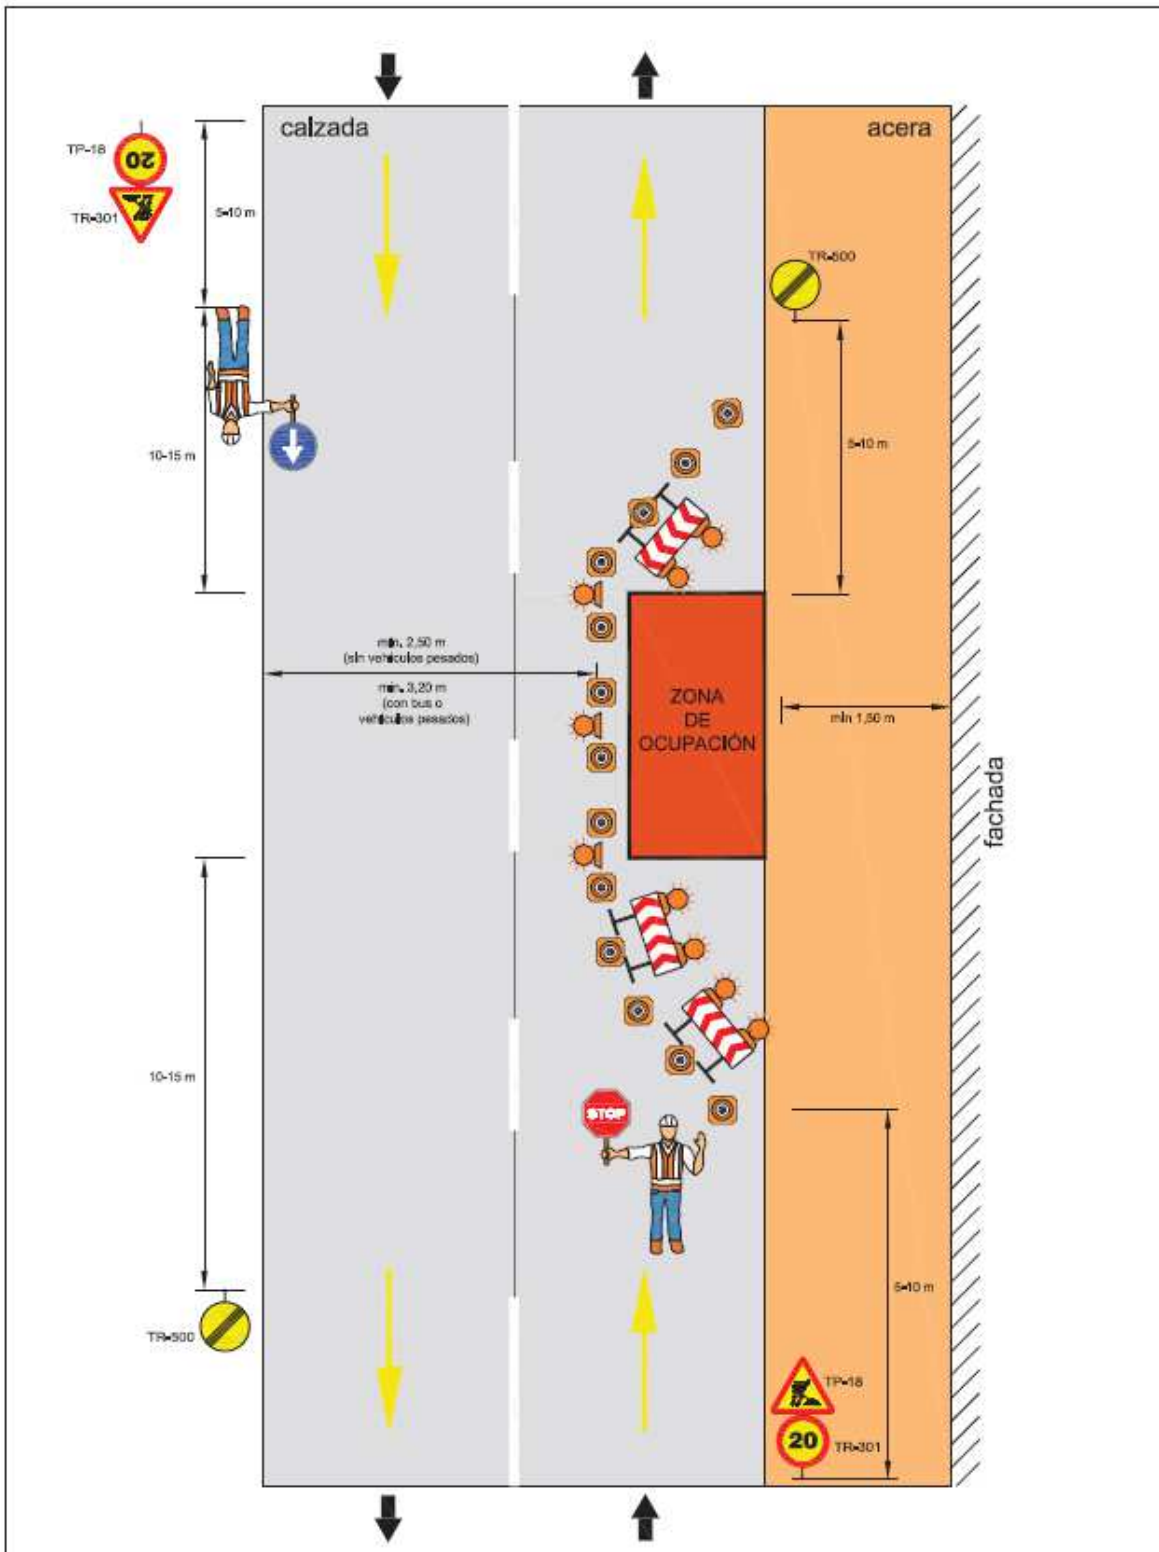 calzada
acera
TP-18
20
TR-301
5-10 m
TR-500
10-15 m
5-10 m
min. 2,50 m
(sin vehículos pesados)
min. 3,20 m
(con bus o
vehículos pesados)
ZONA
DE
OCUPACIÓN
min 1,50 m
fachada
10-15 m
STOP
5-10 m
TR-500
TP-18
20
TR-301